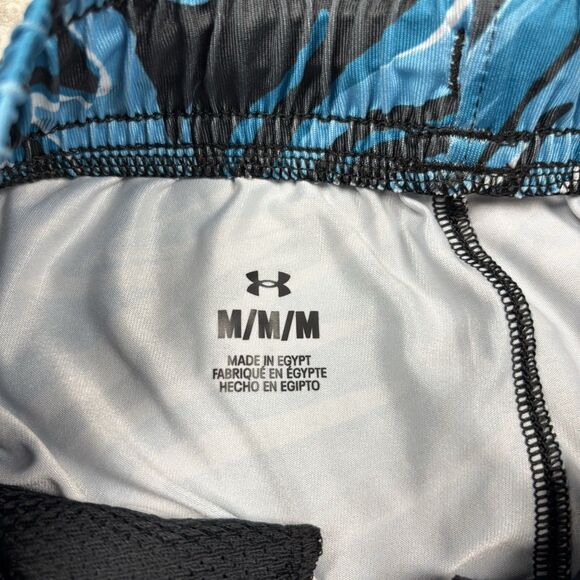 M/M/M
MADE IN EGYPT
FABRIQUÉ EN ÉGYPTE
HECHO EN EGIPTO